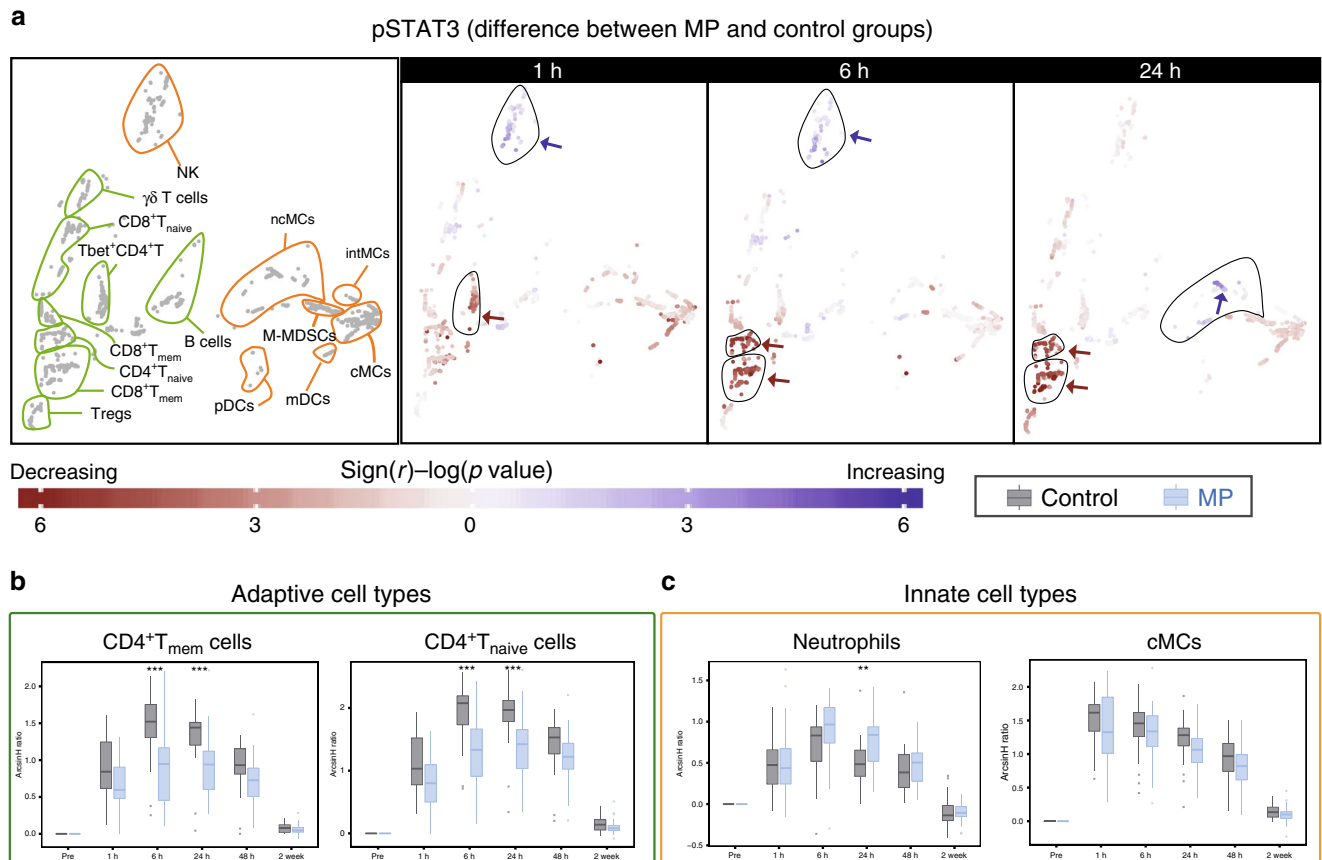 a
pSTAT3 (difference between MP and control groups)
1 h
6 h
24 h
NK
γδ T cells
CD8⁺Tnaive
Tbet⁺CD4⁺T
ncMCs
intMCs
M-MDSCs
B cells
cMCs
CD8⁺Tmem
CD4⁺Tnaive
CD8⁺Tmem
mDCs
pDCs
Tregs
Decreasing
Sign(r)–log(p value)
Increasing
6 3 0 3 6
Control
MP
b
Adaptive cell types
CD4⁺Tmem cells
***
***
ArcsinH ratio
2.0
1.5
1.0
0.5
0.0
Pre 1 h 6 h 24 h 48 h 2 week
CD4⁺Tnaive cells
***
***
ArcsinH ratio
2
1
0
Pre 1 h 6 h 24 h 48 h 2 week
c
Innate cell types
Neutrophils
**
ArcsinH ratio
1.5
1.0
0.5
0.0
−0.5
Pre 1 h 6 h 24 h 48 h 2 week
cMCs
ArcsinH ratio
2.0
1.5
1.0
0.5
0.0
Pre 1 h 6 h 24 h 48 h 2 week